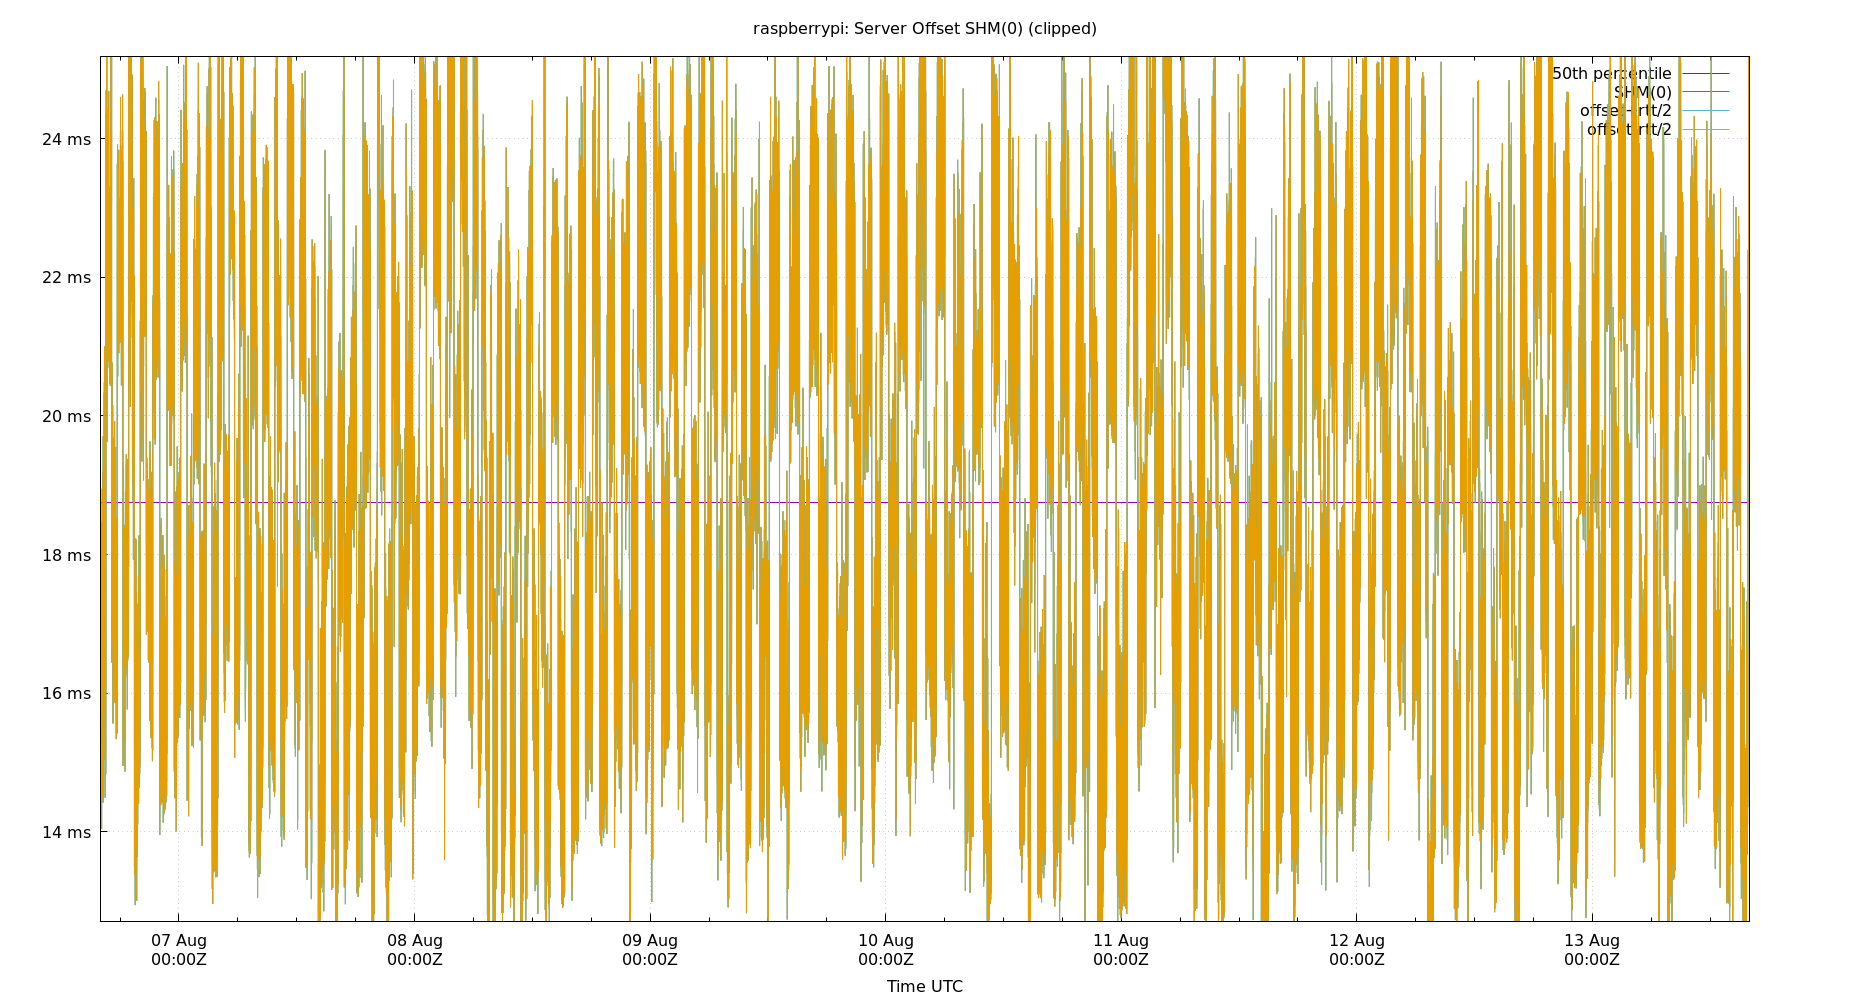 raspberrypi: Server Offset SHM(0) (clipped)
50th percentile
SHM(0)
offset+rtt/2
offset-rtt/2
24 ms
22 ms
20 ms
18 ms
16 ms
14 ms
07 Aug 08 Aug 09 Aug 10 Aug 11 Aug 12 Aug 13 Aug
00:00Z 00:00Z 00:00Z 00:00Z 00:00Z 00:00Z 00:00Z
Time UTC